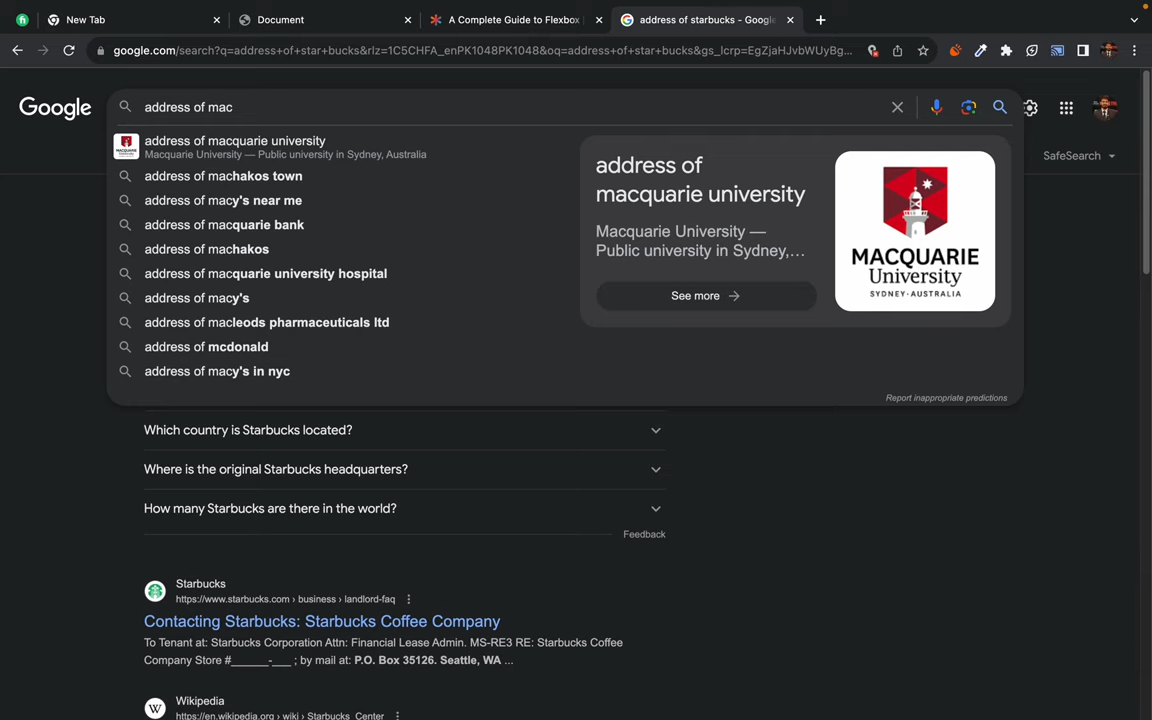 New Tab
Document
A Complete Guide to Flexbox
address of starbucks - Google
google.com/search?q=address+of+star+bucks&rlz=1C5CHFA_enPK1048PK1048&oq=address+of+star+bucks&gs_lcrp=EgZjaHJvbWUyBg...
Google
address of mac
SafeSearch
address of macquarie university
Macquarie University — Public university in Sydney, Australia
address of machakos town
address of macy's near me
address of macquarie bank
address of machakos
address of macquarie university hospital
address of macy's
address of macleods pharmaceuticals ltd
address of mcdonald
address of macy's in nyc
address of
macquarie university
Macquarie University —
Public university in Sydney,...
See more
MACQUARIE
University
SYDNEY·AUSTRALIA
Report inappropriate predictions
Which country is Starbucks located?
Where is the original Starbucks headquarters?
How many Starbucks are there in the world?
Feedback
Starbucks
https://www.starbucks.com › business › landlord-faq
Contacting Starbucks: Starbucks Coffee Company
To Tenant at: Starbucks Corporation Attn: Financial Lease Admin. MS-RE3 RE: Starbucks Coffee
Company Store #______-___ ; by mail at: P.O. Box 35126. Seattle, WA ...
Wikipedia
https://en.wikipedia.org › wiki › Starbucks_Center